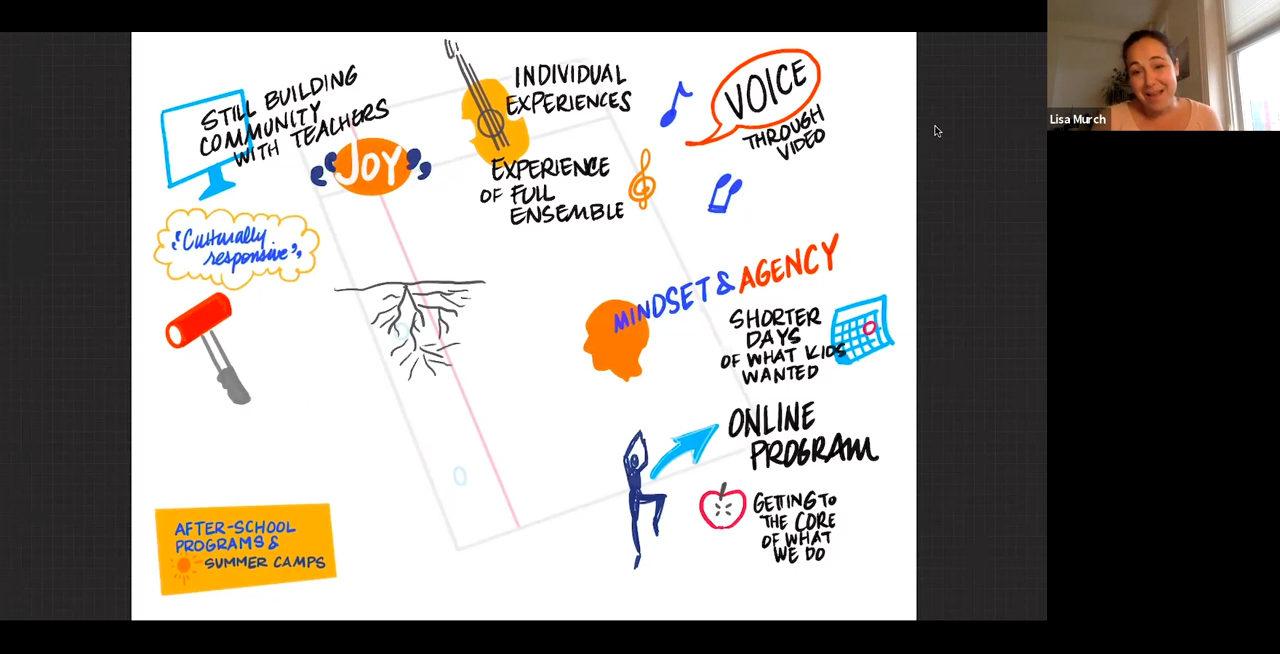 STILL BUILDING
COMMUNITY
WITH TEACHERS
"JOY"
INDIVIDUAL
EXPERIENCES
EXPERIENCE
OF FULL
ENSEMBLE
VOICE
THROUGH
VIDEO
Lisa Murch
"Culturally
responsive"
MINDSET & AGENCY
SHORTER
DAYS
OF WHAT KIDS
WANTED
ONLINE
PROGRAM
GETTING TO
THE CORE
OF WHAT
WE DO
AFTER-SCHOOL
PROGRAMS &
SUMMER CAMPS